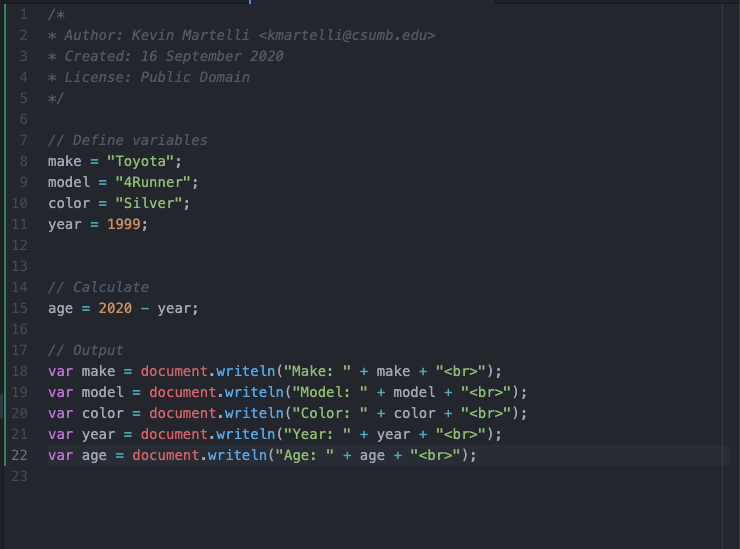 1 /*
2 * Author: Kevin Martelli <kmartelli@csumb.edu>
3 * Created: 16 September 2020
4 * License: Public Domain
5 */
6
7 // Define variables
8 make = "Toyota";
9 model = "4Runner";
10 color = "Silver";
11 year = 1999;
12
13
14 // Calculate
15 age = 2020 - year;
16
17 // Output
18 var make = document.writeln("Make: " + make + "<br>");
19 var model = document.writeln("Model: " + model + "<br>");
20 var color = document.writeln("Color: " + color + "<br>");
21 var year = document.writeln("Year: " + year + "<br>");
22 var age = document.writeln("Age: " + age + "<br>");
23